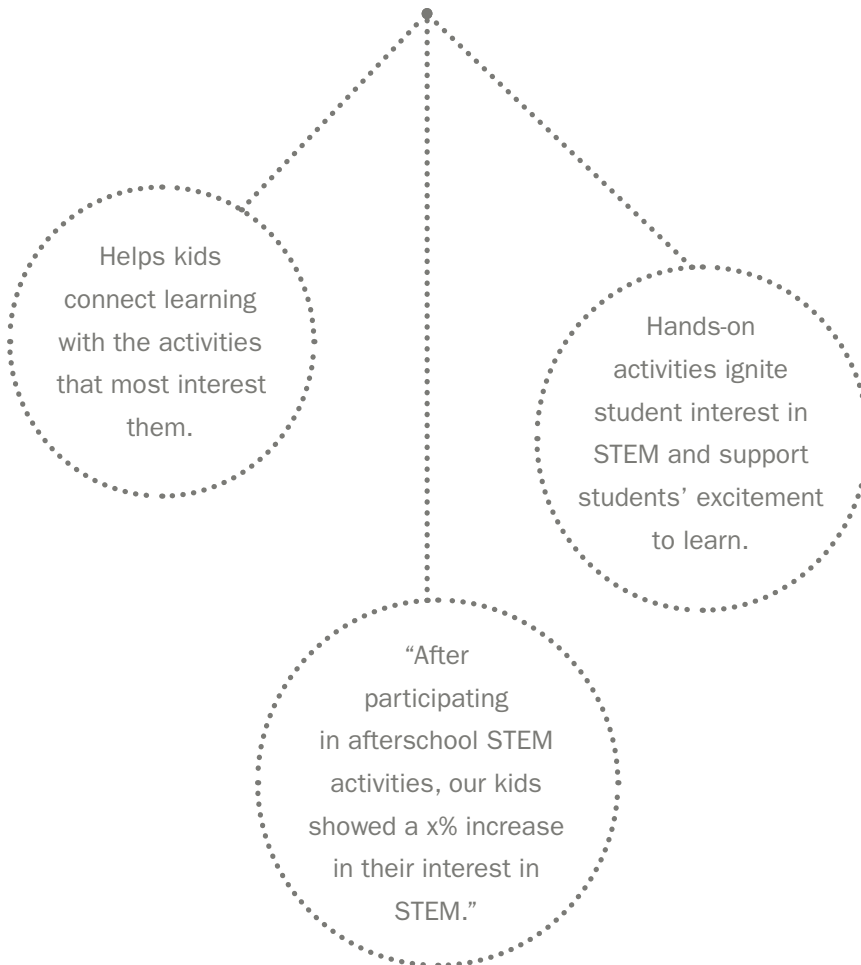 Helps kids
connect learning
with the activities
that most interest
them.
Hands-on
activities ignite
student interest in
STEM and support
students’ excitement
to learn.
“After
participating
in afterschool STEM
activities, our kids
showed a x% increase
in their interest in
STEM.”